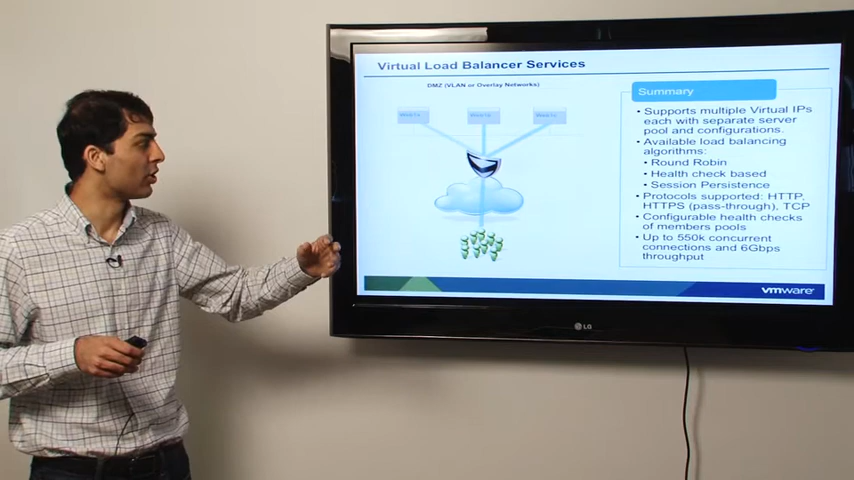 Virtual Load Balancer Services
DMZ (VLAN or Overlay Networks)
Summary
• Supports multiple Virtual IPs
each with separate server
pool and configurations.
• Available load balancing
algorithms:
• Round Robin
• Health check based
• Session Persistence
• Protocols supported: HTTP,
HTTPS (pass-through), TCP
• Configurable health checks
of members pools
• Up to 550k concurrent
connections and 6Gbps
throughput
vmware
LG